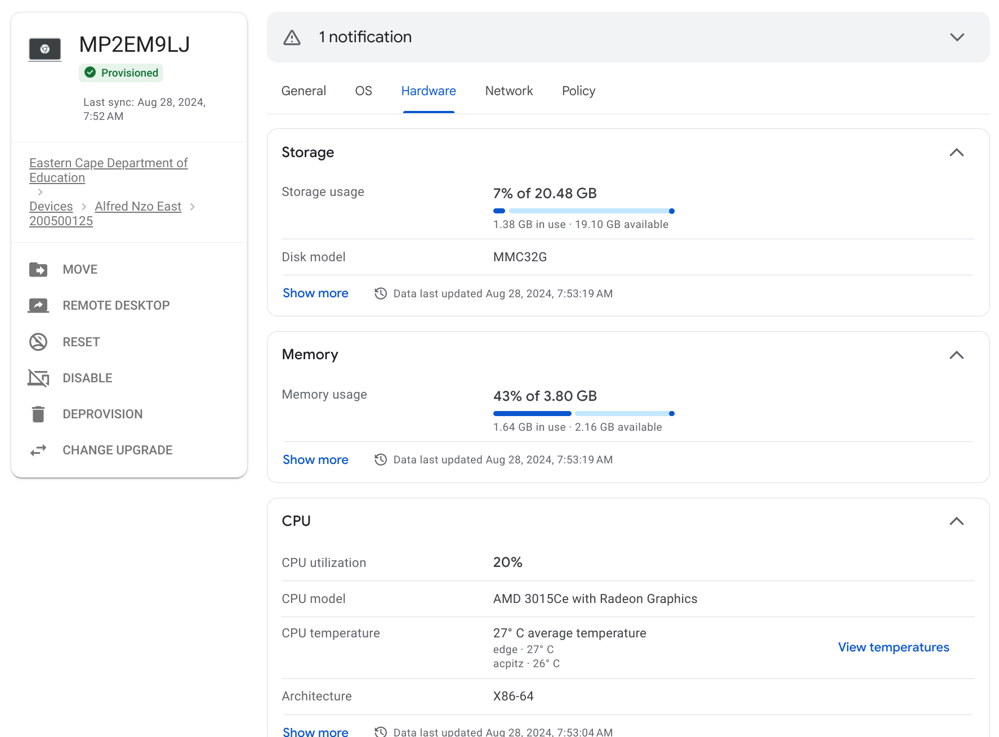 MP2EM9LJ
Provisioned
Last sync: Aug 28, 2024,
7:52 AM
Eastern Cape Department of
Education
Devices > Alfred Nzo East >
200500125
MOVE
REMOTE DESKTOP
RESET
DISABLE
DEPROVISION
CHANGE UPGRADE
1 notification
General OS Hardware Network Policy
Storage
Storage usage 7% of 20.48 GB
1.38 GB in use · 19.10 GB available
Disk model MMC32G
Show more Data last updated Aug 28, 2024, 7:53:19 AM
Memory
Memory usage 43% of 3.80 GB
1.64 GB in use · 2.16 GB available
Show more Data last updated Aug 28, 2024, 7:53:19 AM
CPU
CPU utilization 20%
CPU model AMD 3015Ce with Radeon Graphics
CPU temperature 27° C average temperature
edge · 27° C
acpitz · 26° C
View temperatures
Architecture X86-64
Show more Data last updated Aug 28, 2024, 7:53:04 AM